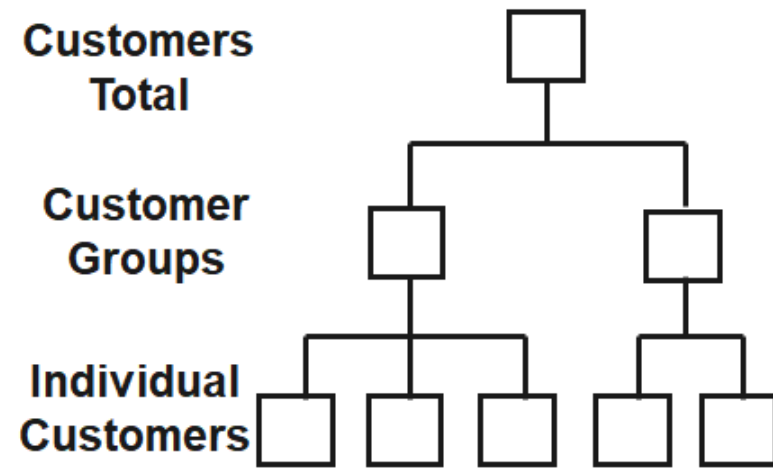 Customers
Total
Customer
Groups
Individual
Customers